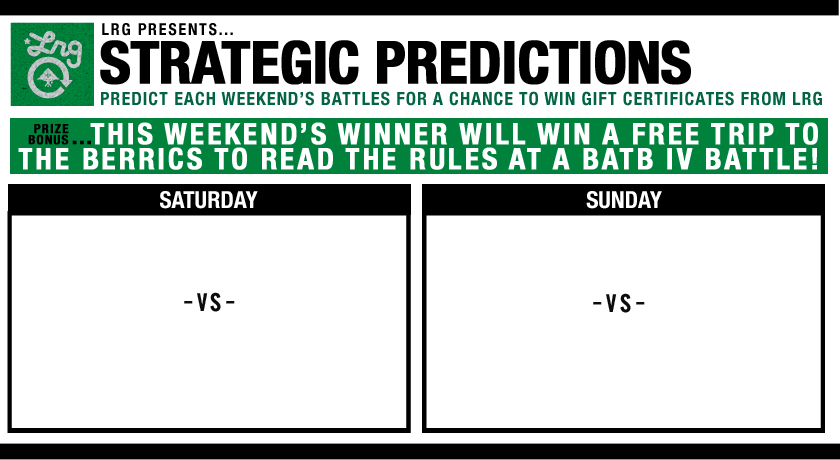 Lrg
LRG PRESENTS...
STRATEGIC PREDICTIONS
PREDICT EACH WEEKEND'S BATTLES FOR A CHANCE TO WIN GIFT CERTIFICATES FROM LRG
PRIZE
BONUS...THIS WEEKEND'S WINNER WILL WIN A FREE TRIP TO
THE BERRICS TO READ THE RULES AT A BATB IV BATTLE!
SATURDAY
-VS-
SUNDAY
-VS-